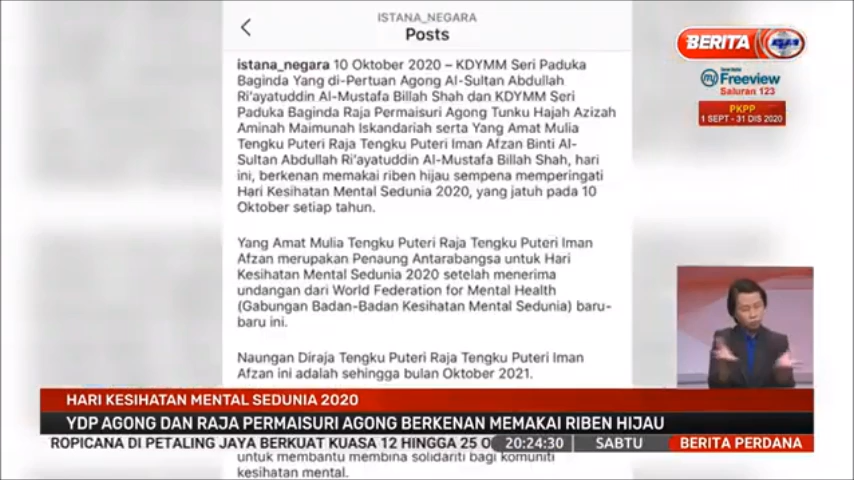 ISTANA_NEGARA
Posts
istana_negara 10 Oktober 2020 – KDYMM Seri Paduka
Baginda Yang di-Pertuan Agong Al-Sultan Abdullah
Ri'ayatuddin Al-Mustafa Billah Shah dan KDYMM Seri
Paduka Baginda Raja Permaisuri Agong Tunku Hajah Azizah
Aminah Maimunah Iskandariah serta Yang Amat Mulia
Tengku Puteri Raja Tengku Puteri Iman Afzan Binti Al-
Sultan Abdullah Ri'ayatuddin Al-Mustafa Billah Shah, hari
ini, berkenan memakai riben hijau sempena memperingati
Hari Kesihatan Mental Sedunia 2020, yang jatuh pada 10
Oktober setiap tahun.
Yang Amat Mulia Tengku Puteri Raja Tengku Puteri Iman
Afzan merupakan Penaung Antarabangsa untuk Hari
Kesihatan Mental Sedunia 2020 setelah menerima
undangan dari World Federation for Mental Health
(Gabungan Badan-Badan Kesihatan Mental Sedunia) baru-
baru ini.
Naungan Diraja Tengku Puteri Raja Tengku Puteri Iman
Afzan ini adalah sehingga bulan Oktober 2021.
BERITA
Freeview
Saluran 123
PKPP
1 SEPT - 31 DIS 2020
HARI KESIHATAN MENTAL SEDUNIA 2020
YDP AGONG DAN RAJA PERMAISURI AGONG BERKENAN MEMAKAI RIBEN HIJAU
ROPICANA DI PETALING JAYA BERKUAT KUASA 12 HINGGA 25 O
20:24:30 SABTU BERITA PERDANA
untuk membantu membina solidariti bagi komuniti
kesihatan mental.